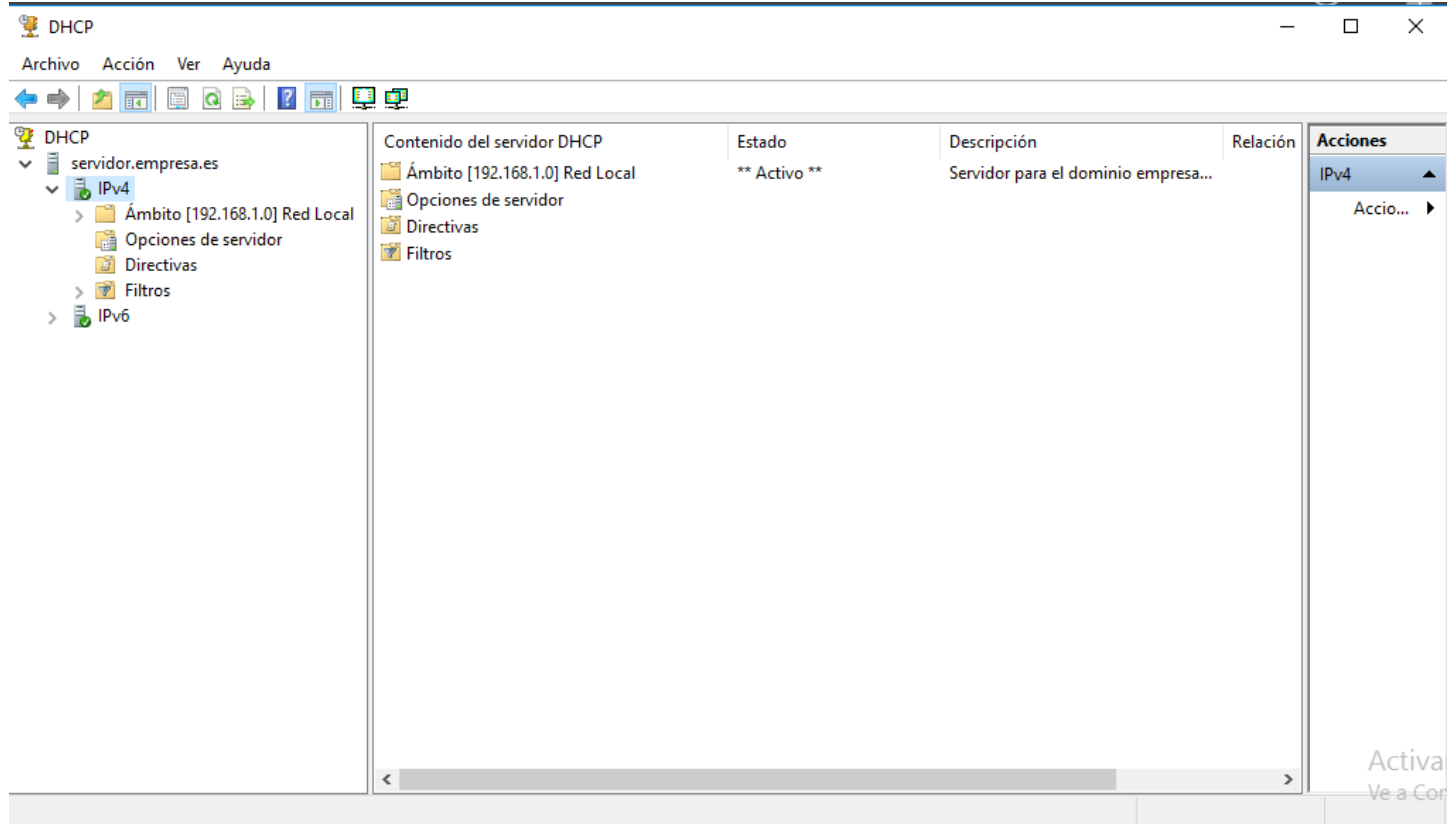 DHCP
Archivo Acción Ver Ayuda
DHCP
servidor.empresa.es
IPv4
Ámbito [192.168.1.0] Red Local
Opciones de servidor
Directivas
Filtros
IPv6
Contenido del servidor DHCP Estado Descripción Relación
Ámbito [192.168.1.0] Red Local ** Activo ** Servidor para el dominio empresa...
Opciones de servidor
Directivas
Filtros
Acciones
IPv4
Accio...
Activa
Ve a Con